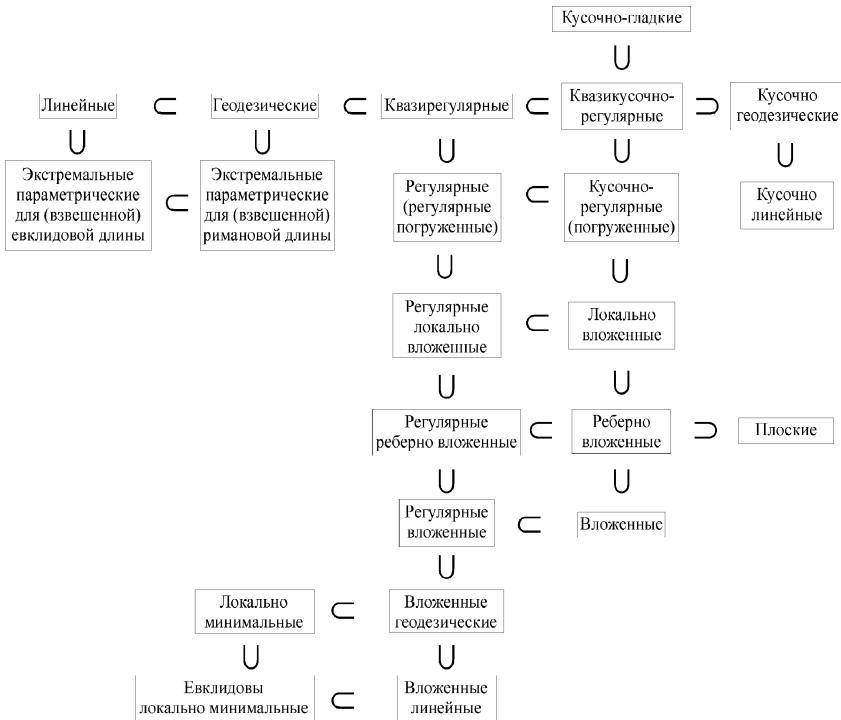 Кусочно-гладкие
∪
Линейные ⊂ Геодезические ⊂ Квазирегулярные ⊂ Квазикусочно-
регулярные ⊃ Кусочно
геодезические
∪ ∪ ∪ ∪ ∪
Экстремальные
параметрические
для (взвешенной)
евклидовой длины
⊂
Экстремальные
параметрические
для (взвешенной)
римановой длины
Регулярные
(регулярные
погруженные)
⊂
Кусочно-
регулярные
(погруженные)
Кусочно
линейные
∪ ∪
Регулярные
локально
вложенные
⊂
Локально
вложенные
∪ ∪
Регулярные
реберно вложенные
⊂
Реберно
вложенные
⊃
Плоские
∪ ∪
Регулярные
вложенные
⊂
Вложенные
∪
Локально
минимальные
⊂
Вложенные
геодезические
∪ ∪
Евклидовы
локально минимальные
⊂
Вложенные
линейные